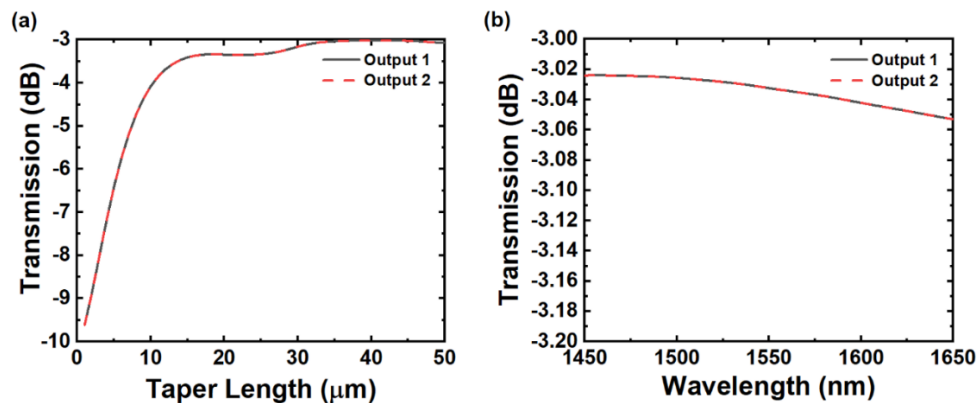 (a)
Transmission (dB)
-3
-4
-5
-6
-7
-8
-9
-10
Output 1
Output 2
0 10 20 30 40 50
Taper Length (μm)
(b)
Transmission (dB)
-3.00
-3.02
-3.04
-3.06
-3.08
-3.10
-3.12
-3.14
-3.16
-3.18
-3.20
Output 1
Output 2
1450 1500 1550 1600 1650
Wavelength (nm)